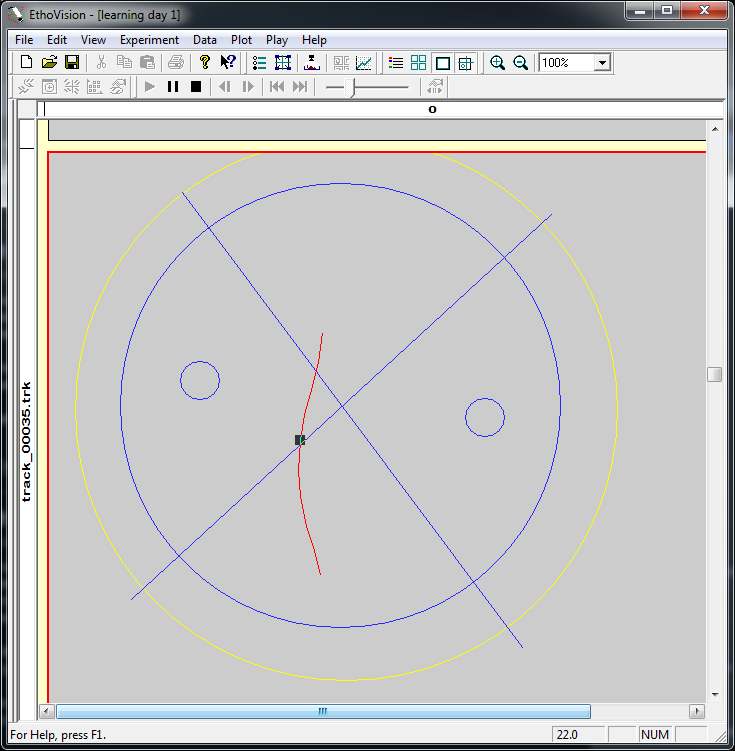 EthoVision - [learning day 1]
File Edit View Experiment Data Plot Play Help
100%
0
track_00035.trk
For Help, press F1.
22.0
NUM